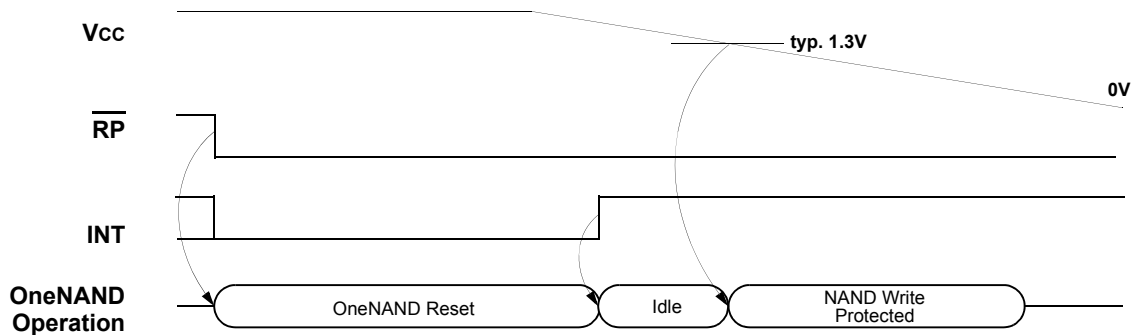 Vcc
typ. 1.3V
0V
RP
INT
OneNAND
Operation
OneNAND Reset
Idle
NAND Write
Protected